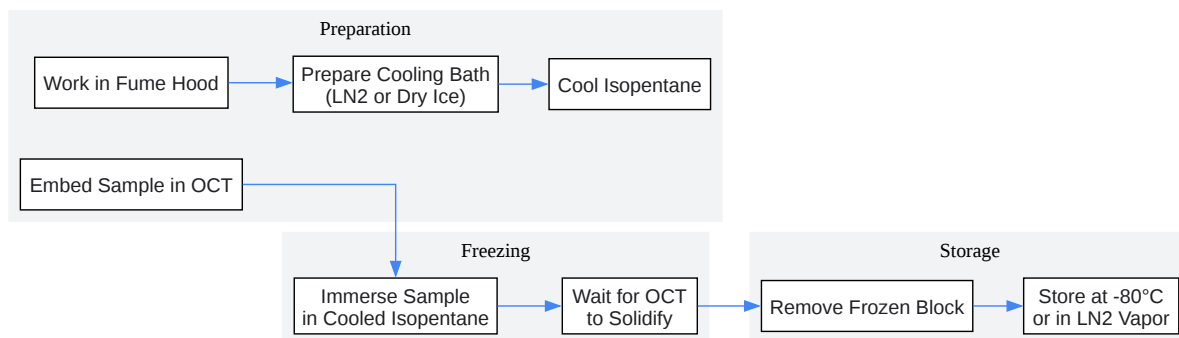 Preparation
Work in Fume Hood
Prepare Cooling Bath
(LN2 or Dry Ice)
Cool Isopentane
Embed Sample in OCT
Freezing
Immerse Sample
in Cooled Isopentane
Wait for OCT
to Solidify
Storage
Remove Frozen Block
Store at -80°C
or in LN2 Vapor